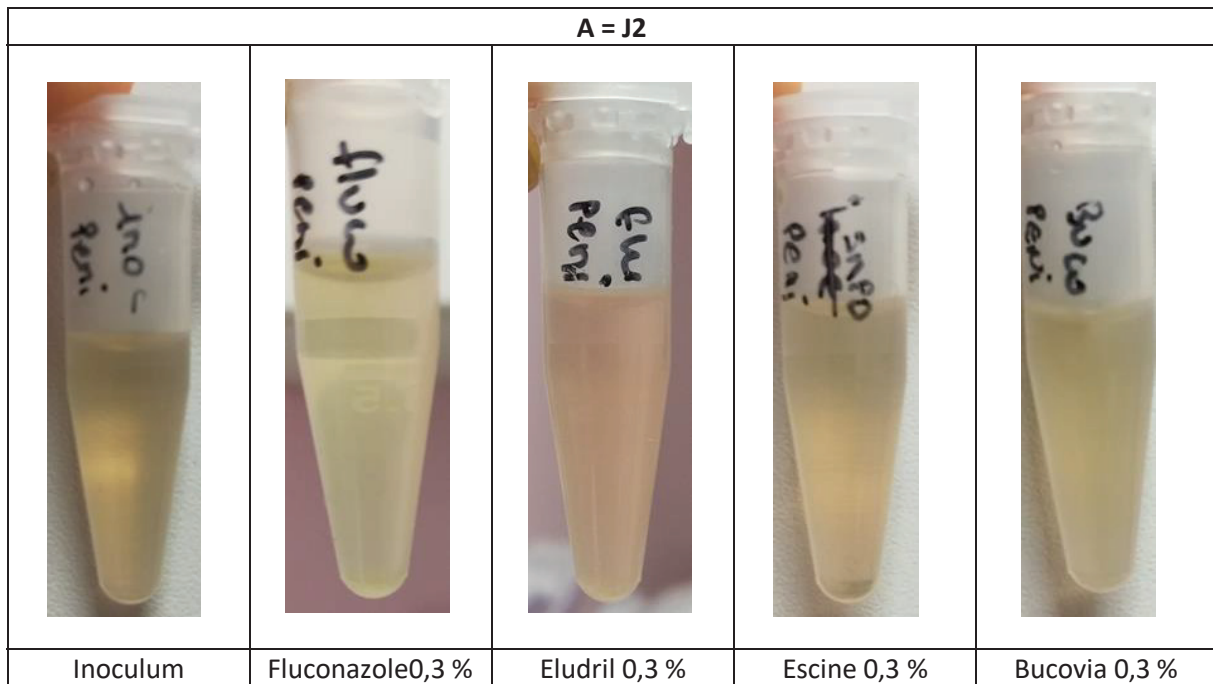 A = J2
Inoc
Peni
fluco
peni
Elu
Peni
Peni
Buco
Peni
Inoculum
Fluconazole0,3 %
Eludril 0,3 %
Escine 0,3 %
Bucovia 0,3 %